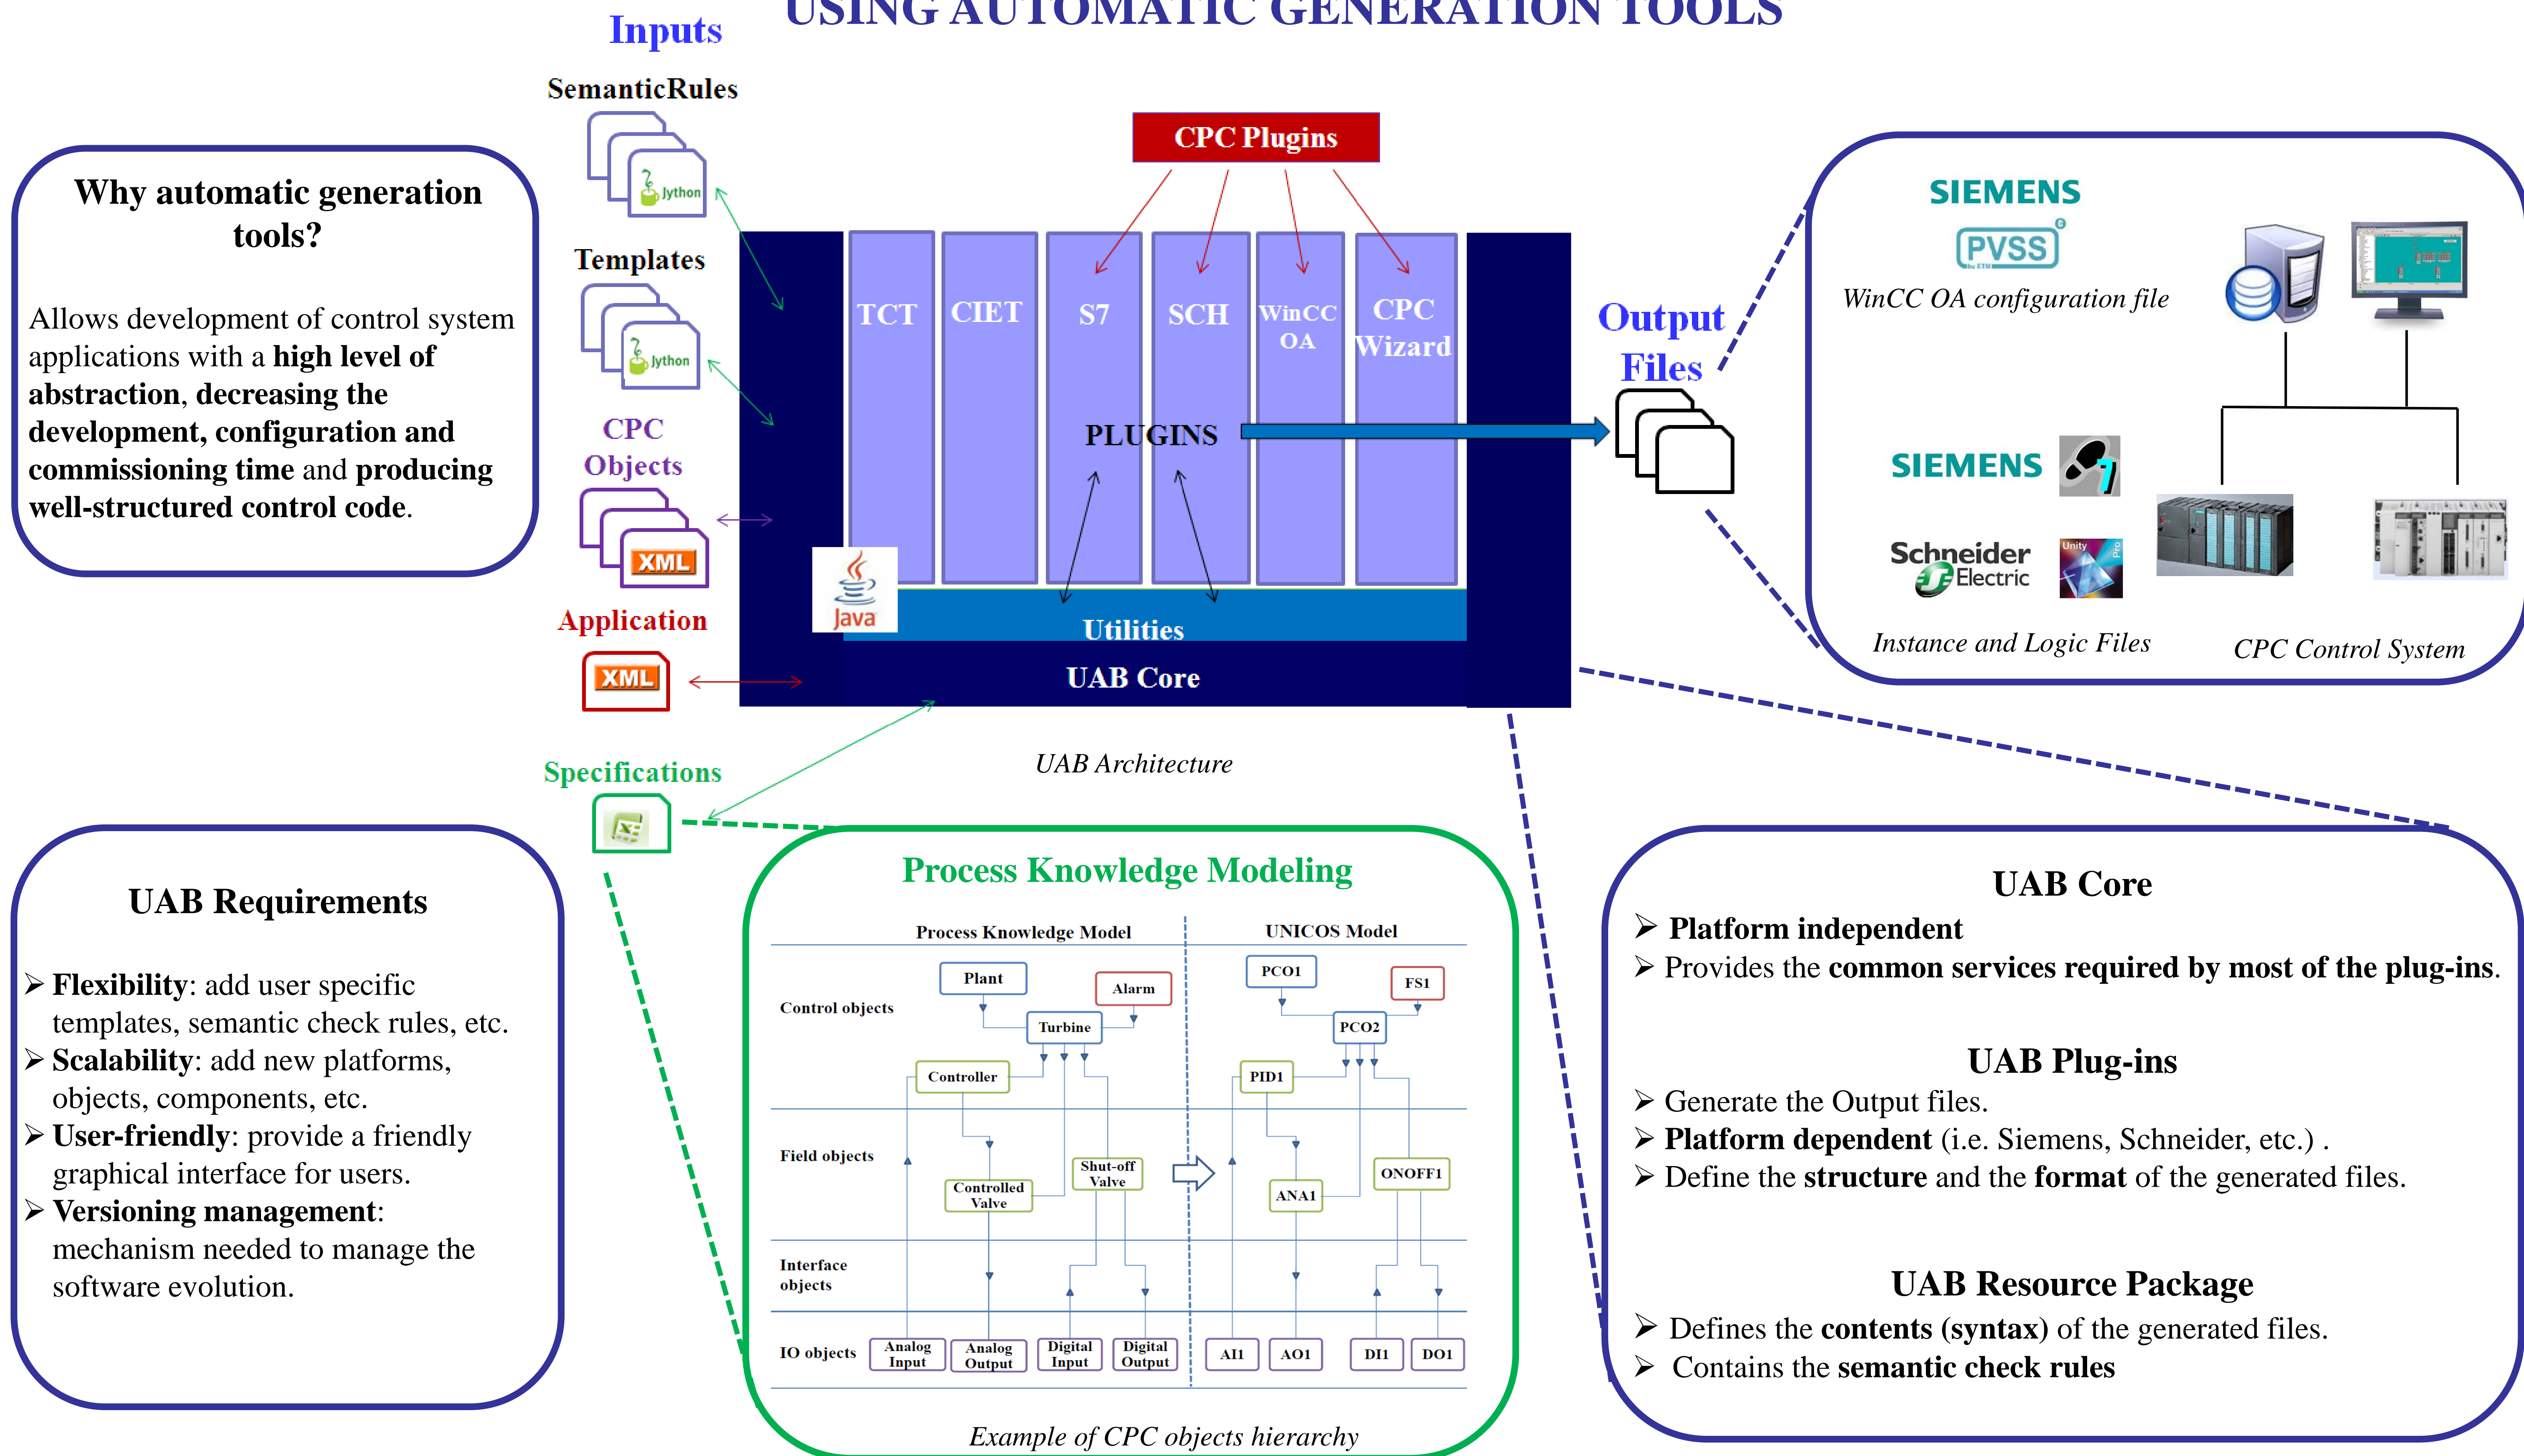 USING AUTOMATIC GENERATION TOOLS
Inputs
SemanticRules
Jython
Templates
Jython
CPC
Objects
XML
Application
XML
Specifications
Why automatic generation
tools?
Allows development of control system
applications with a high level of
abstraction, decreasing the
development, configuration and
commissioning time and producing
well-structured control code.
CPC Plugins
TCT
CIET
S7
SCH
WinCC
OA
CPC
Wizard
PLUGINS
Java
Utilities
UAB Core
UAB Architecture
Output
Files
SIEMENS
PVSS
by ETM
WinCC OA configuration file
SIEMENS
7
Schneider
Electric
Unity
Pro
Instance and Logic Files
CPC Control System
UAB Requirements
➢ Flexibility: add user specific
templates, semantic check rules, etc.
➢ Scalability: add new platforms,
objects, components, etc.
➢ User-friendly: provide a friendly
graphical interface for users.
➢ Versioning management:
mechanism needed to manage the
software evolution.
Process Knowledge Modeling
Process Knowledge Model
UNICOS Model
Control objects
Plant
Alarm
Turbine
Controller
PCO1
FS1
PCO2
PID1
Field objects
Controlled
Valve
Shut-off
Valve
ANA1
ONOFF1
Interface
objects
IO objects
Analog
Input
Analog
Output
Digital
Input
Digital
Output
AI1
AO1
DI1
DO1
Example of CPC objects hierarchy
UAB Core
➢ Platform independent
➢ Provides the common services required by most of the plug-ins.
UAB Plug-ins
➢ Generate the Output files.
➢ Platform dependent (i.e. Siemens, Schneider, etc.) .
➢ Define the structure and the format of the generated files.
UAB Resource Package
➢ Defines the contents (syntax) of the generated files.
➢ Contains the semantic check rules